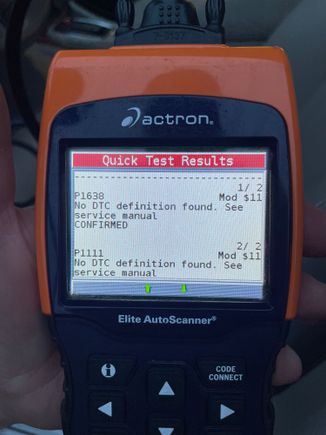 actron®
Quick Test Results
1/ 2
P1638 Mod $11
No DTC definition found. See
service manual
CONFIRMED
2/ 2
P1111 Mod $11
No DTC definition found. See
service manual
Elite AutoScanner®
CODE
CONNECT